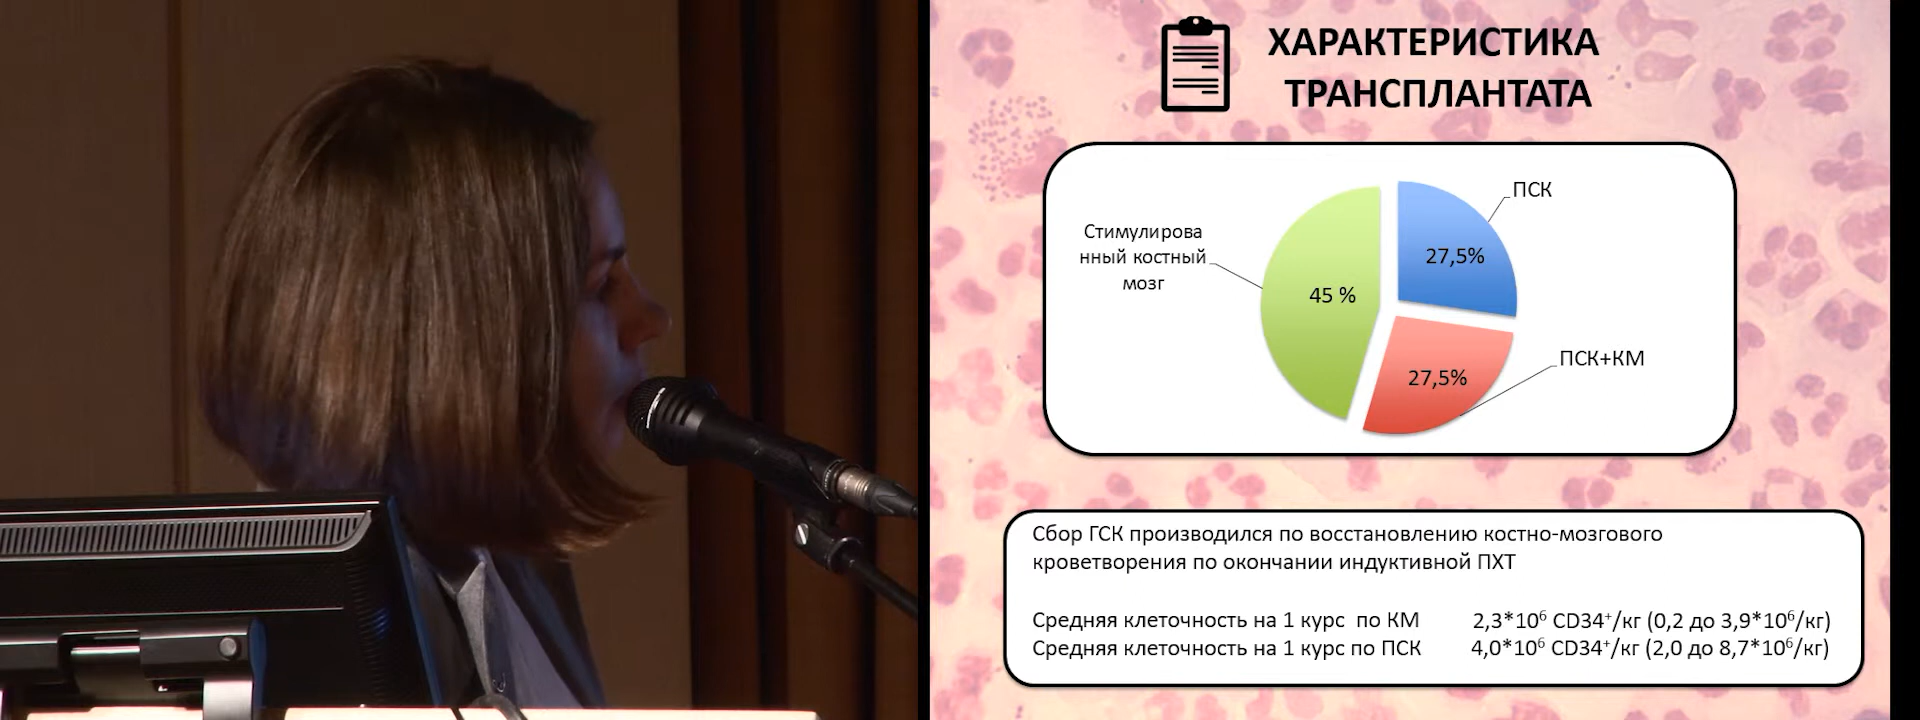 ХАРАКТЕРИСТИКА
ТРАНСПЛАНТАТА
ПСК
Стимулирова
нный костный
мозг
27,5%
45 %
ПСК+КМ
27,5%
Сбор ГСК производился по восстановлению костно-мозгового
кроветворения по окончании индуктивной ПХТ
Средняя клеточность на 1 курс по КМ 2,3*10⁶ CD34⁺/кг (0,2 до 3,9*10⁶/кг)
Средняя клеточность на 1 курс по ПСК 4,0*10⁶ CD34⁺/кг (2,0 до 8,7*10⁶/кг)